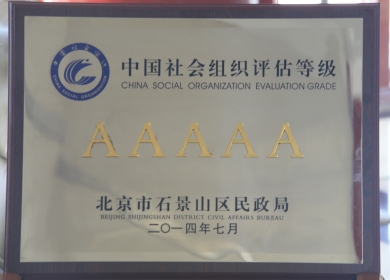 中国社会组织评估等级
CHINA SOCIAL ORGANIZATION EVALUATION GRADE
AAAAA
北京市石景山区民政局
BEIJING SHIJINGSHAN DISTRICT CIVIL AFFAIRS BUREAU
二〇一四年七月